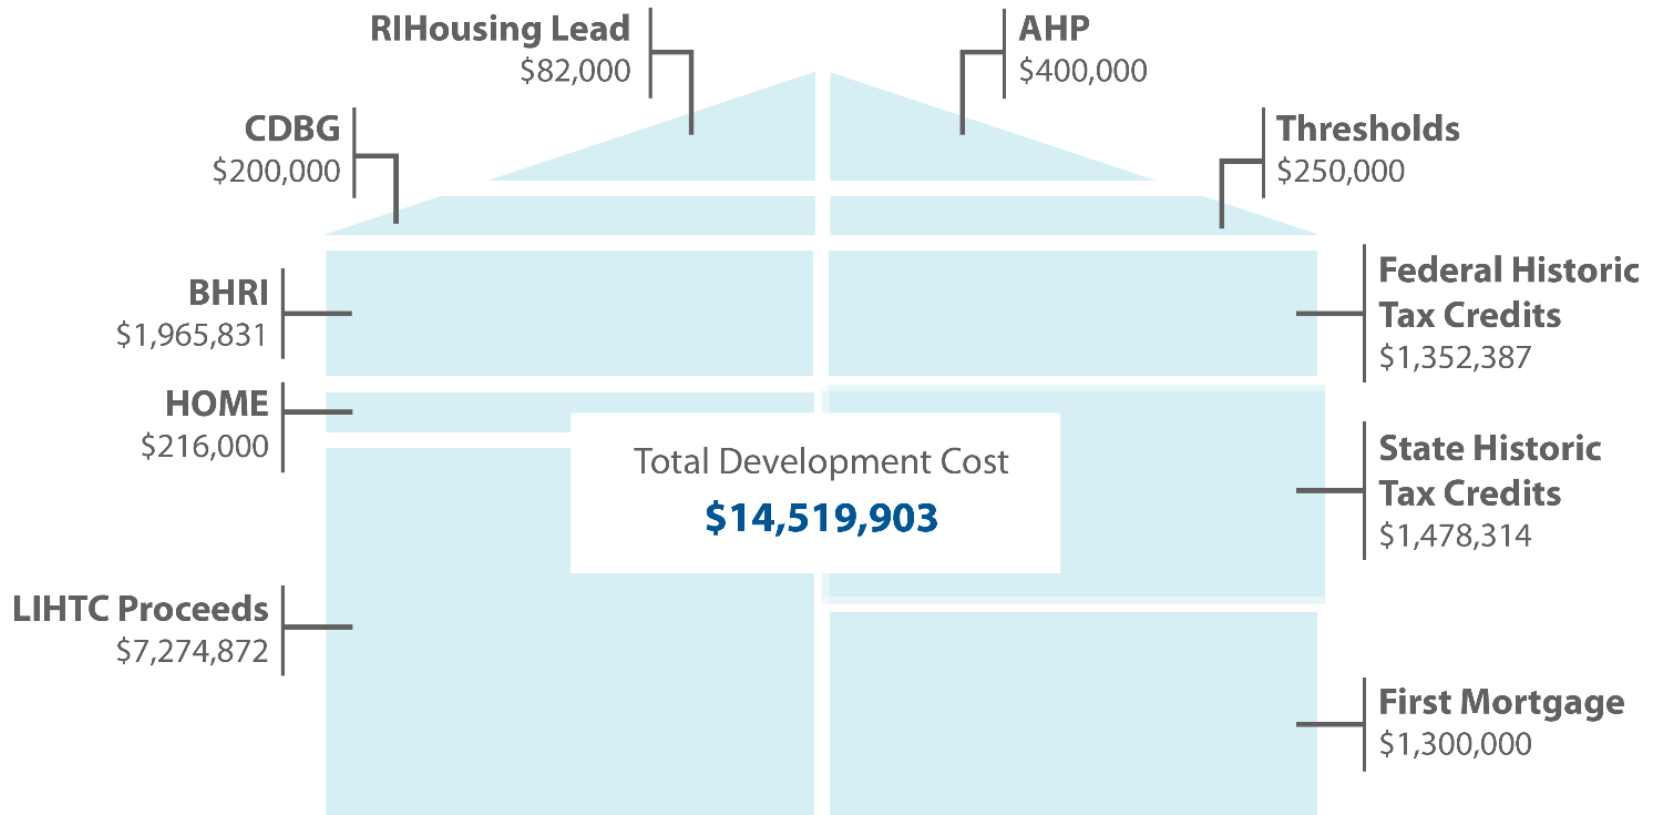 RIHousing Lead
$82,000
AHP
$400,000
CDBG
$200,000
Thresholds
$250,000
BHRI
$1,965,831
Federal Historic
Tax Credits
$1,352,387
HOME
$216,000
Total Development Cost
$14,519,903
State Historic
Tax Credits
$1,478,314
LIHTC Proceeds
$7,274,872
First Mortgage
$1,300,000